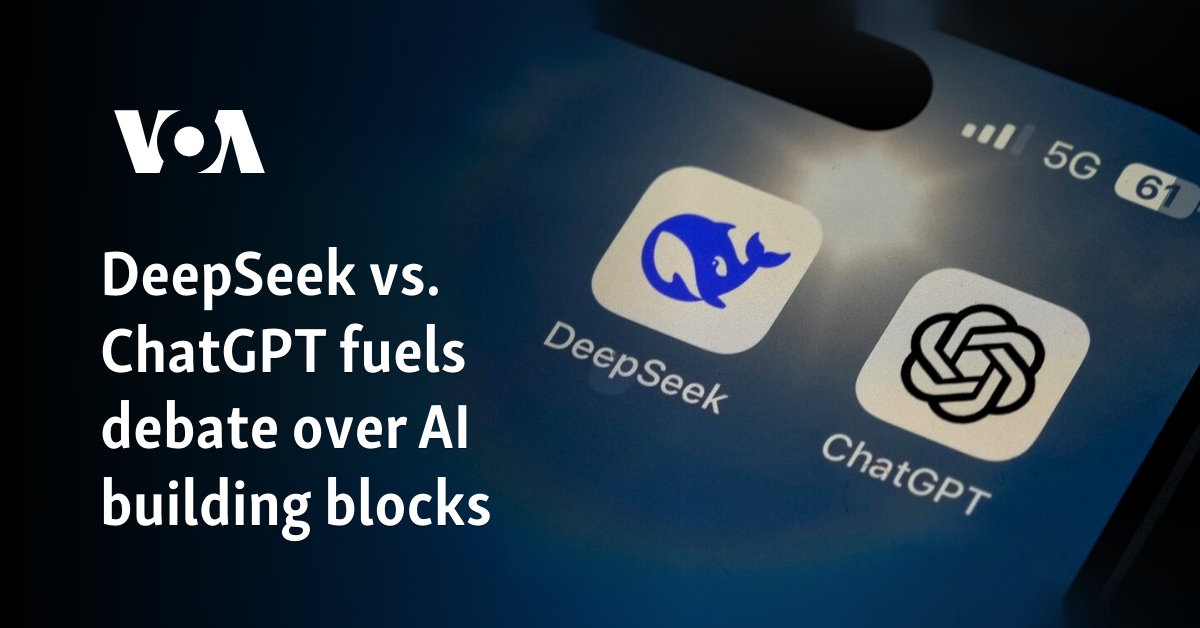 VOA
DeepSeek vs.
ChatGPT fuels
debate over AI
building blocks
5G
61
DeepSeek
ChatGPT